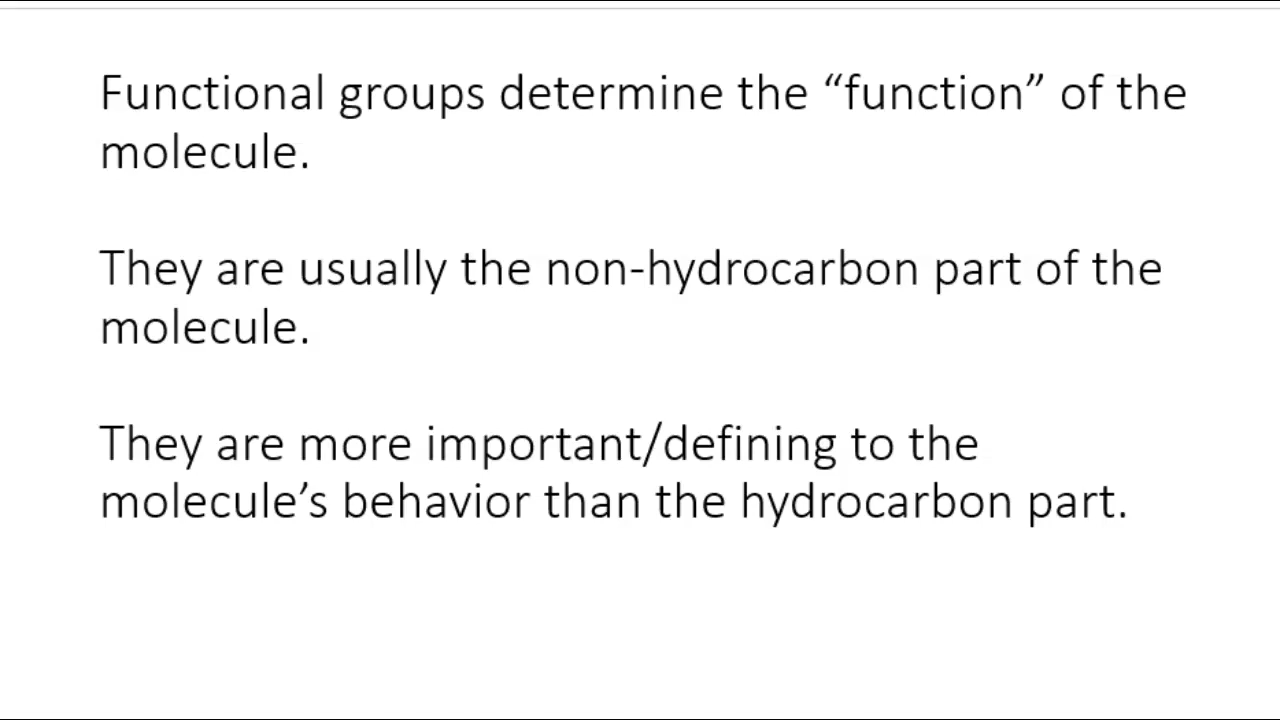 Functional groups determine the “function” of the
molecule.
They are usually the non-hydrocarbon part of the
molecule.
They are more important/defining to the
molecule’s behavior than the hydrocarbon part.